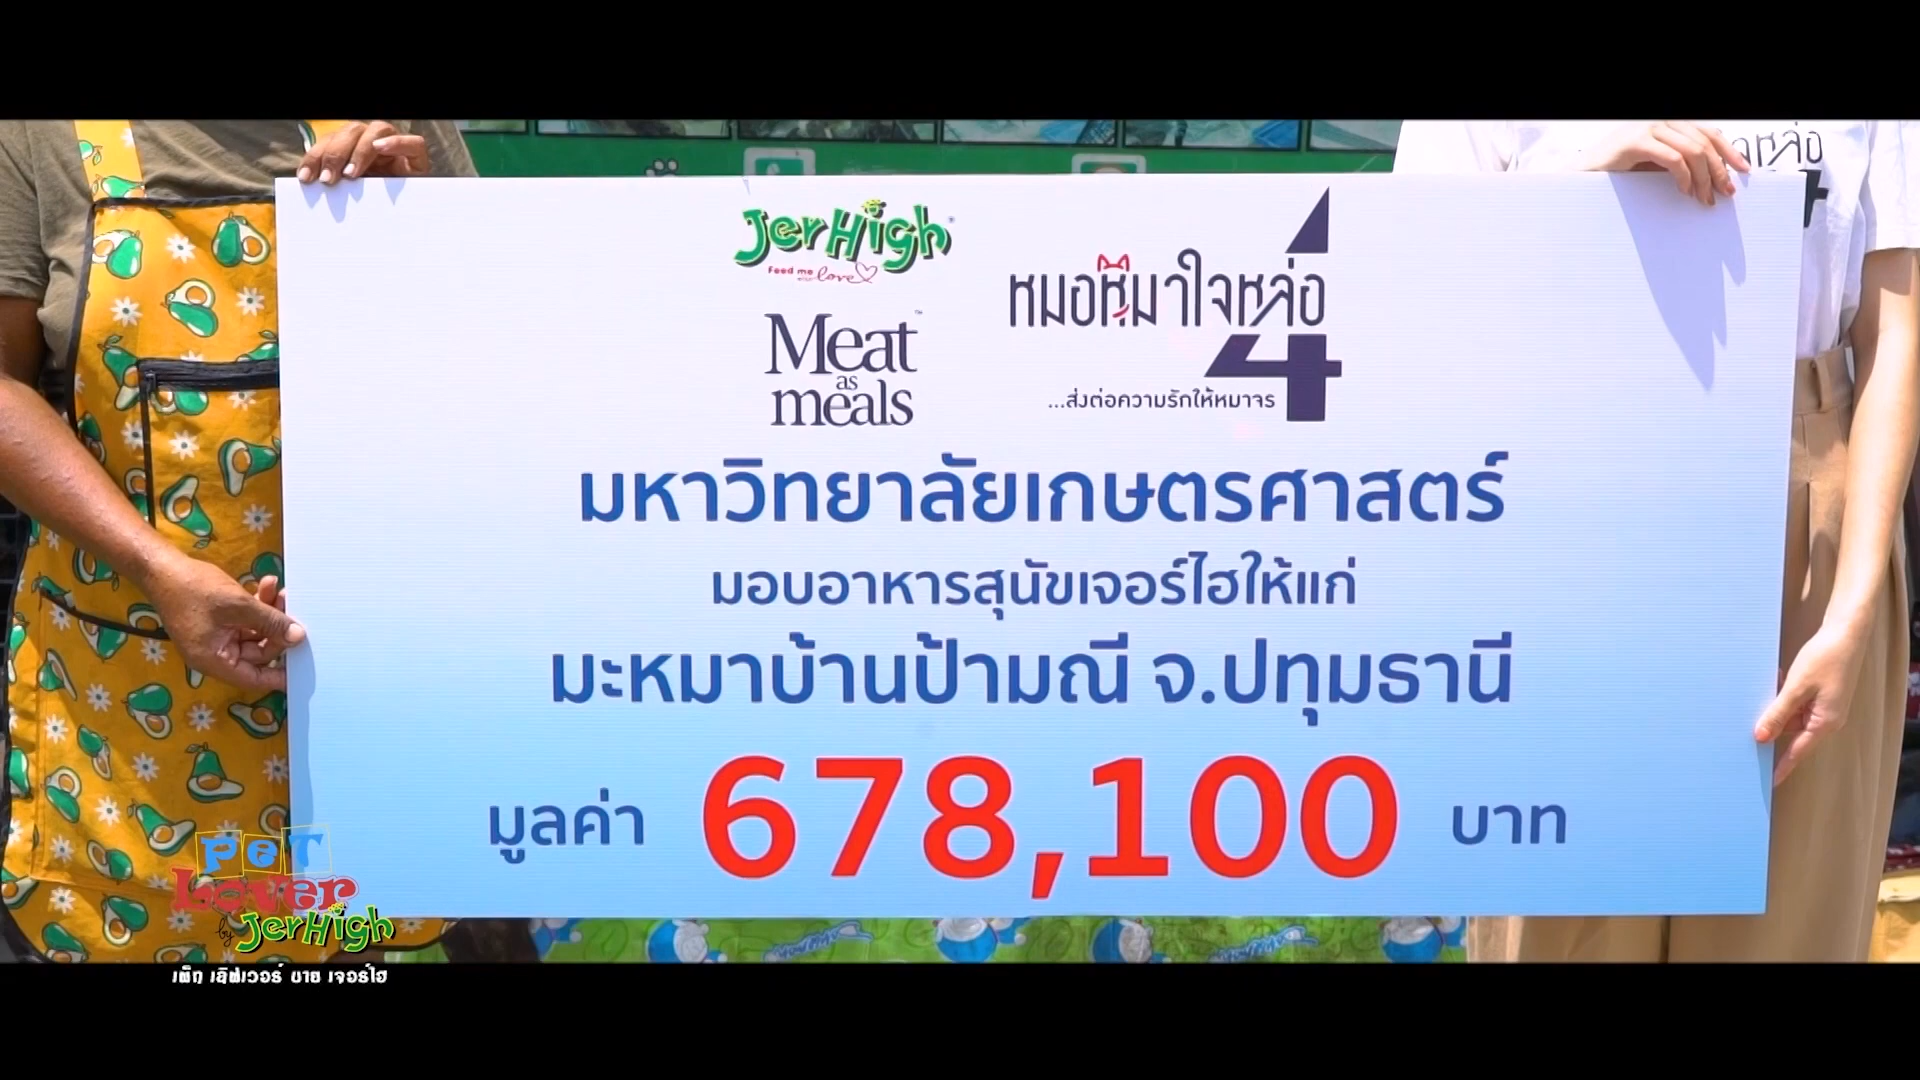 JerHigh
Feed me with love
Meat
as
meals
หมอหมาใจหล่อ
4
...ส่งต่อความรักให้หมาจร
มหาวิทยาลัยเกษตรศาสตร์
มอบอาหารสุนัขเจอร์ไฮให้แก่
มะหมาบ้านป้ามณี จ.ปทุมธานี
มูลค่า 678,100 บาท
PeT
Lover
by JerHigh
เพ็ท เลิฟเวอร์ บาย เจอร์ไฮ